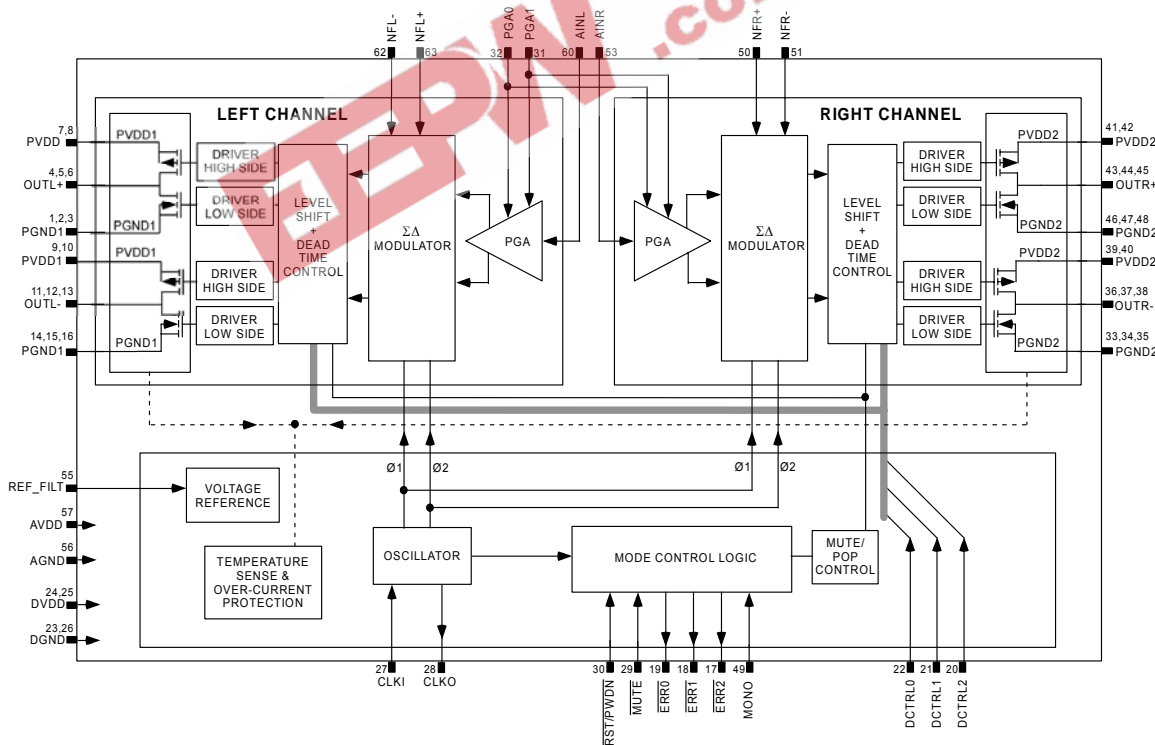 NFL-
NFL+
PGA0
PGA1
AINL
AINR
NFR+
NFR-
62
63
32
31
60
53
50
51
EEPW.co
LEFT CHANNEL
RIGHT CHANNEL
7,8
PVDD
4,5,6
OUTL+
1,2,3
PGND1
9,10
PVDD1
11,12,13
OUTL-
14,15,16
PGND1
PVDD1
PGND1
PVDD1
PGND1
DRIVER
HIGH SIDE
DRIVER
LOW SIDE
DRIVER
HIGH SIDE
DRIVER
LOW SIDE
LEVEL
SHIFT
+
DEAD
TIME
CONTROL
ΣΔ
MODULATOR
PGA
PGA
ΣΔ
MODULATOR
LEVEL
SHIFT
+
DEAD
TIME
CONTROL
DRIVER
HIGH SIDE
DRIVER
LOW SIDE
DRIVER
HIGH SIDE
DRIVER
LOW SIDE
PVDD2
PGND2
PVDD2
PGND2
41,42
PVDD2
43,44,45
OUTR+
46,47,48
PGND2
39,40
PVDD2
36,37,38
OUTR-
33,34,35
PGND2
55
REF_FILT
57
AVDD
56
AGND
24,25
DVDD
23,26
DGND
VOLTAGE
REFERENCE
TEMPERATURE
SENSE &
OVER-CURRENT
PROTECTION
Ø1
Ø2
Ø1
Ø2
OSCILLATOR
MODE CONTROL LOGIC
MUTE/
POP
CONTROL
27
CLKI
28
CLKO
30
RST/PWDN
29
MUTE
19
ERR0
18
ERR1
17
ERR2
49
MONO
22
DCTRL0
21
DCTRL1
20
DCTRL2